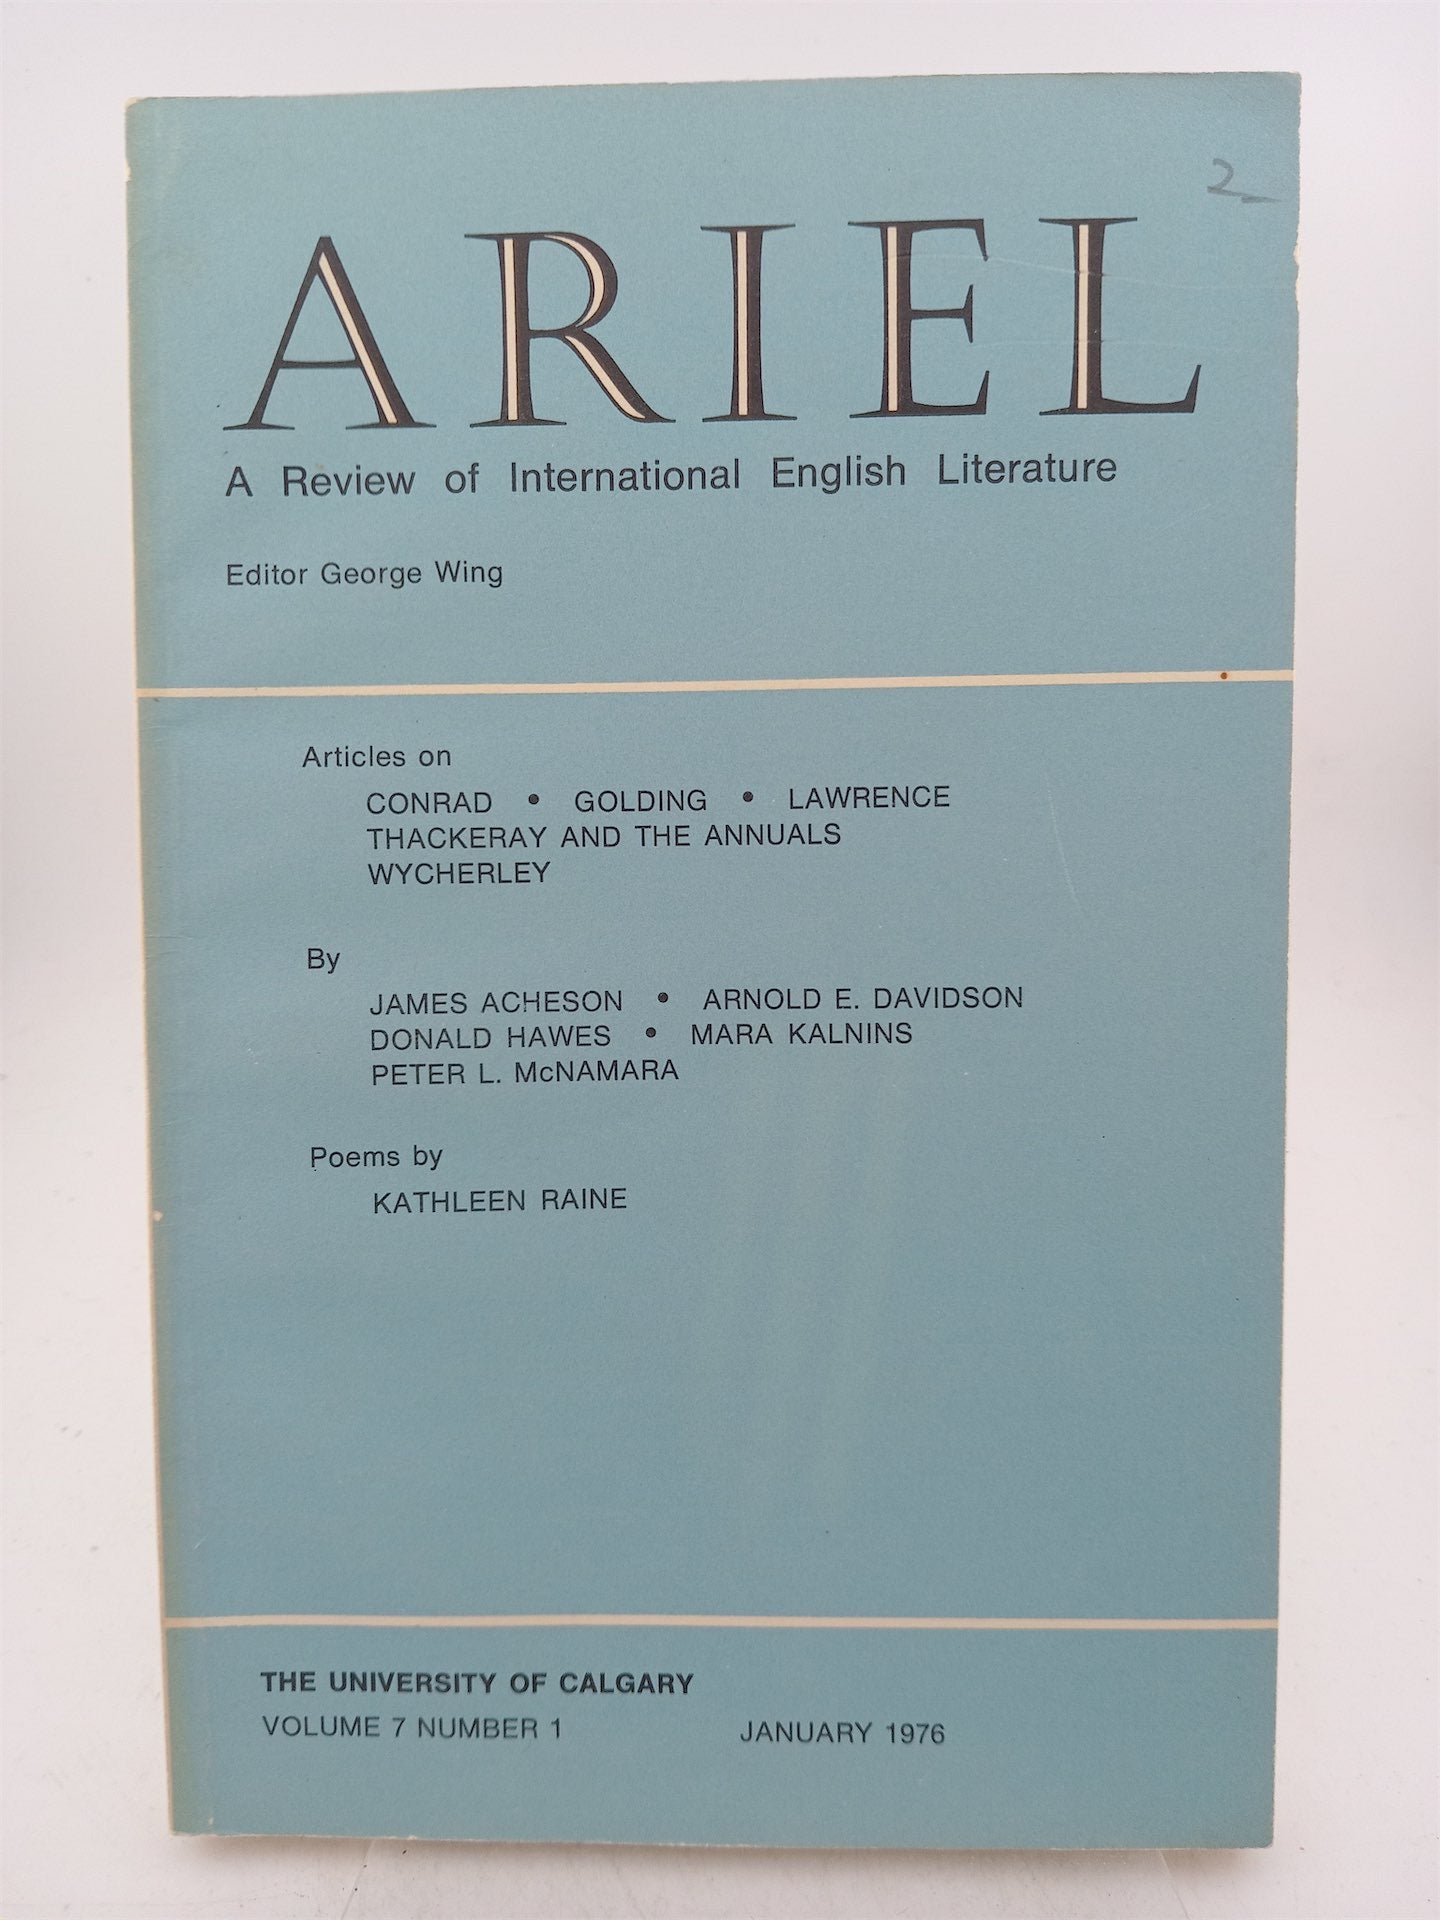 2
ARIEL
A Review of International English Literature
Editor George Wing
Articles on
CONRAD • GOLDING • LAWRENCE
THACKERAY AND THE ANNUALS
WYCHERLEY
By
JAMES ACHESON • ARNOLD E. DAVIDSON
DONALD HAWES • MARA KALNINS
PETER L. McNAMARA
Poems by
KATHLEEN RAINE
THE UNIVERSITY OF CALGARY
VOLUME 7 NUMBER 1 JANUARY 1976